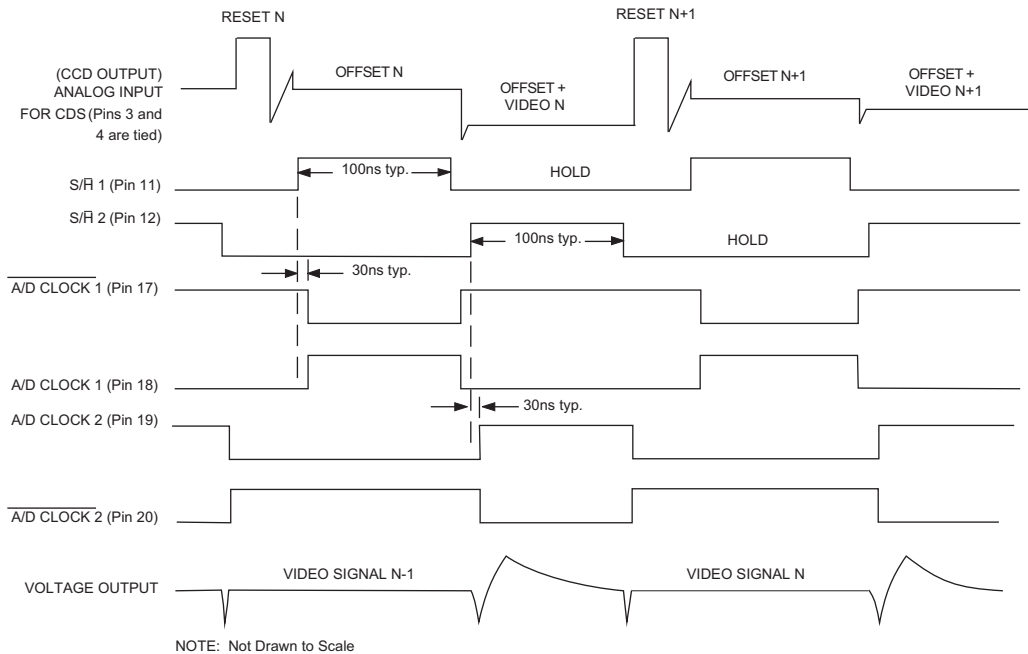 RESET N
RESET N+1
(CCD OUTPUT)
ANALOG INPUT
FOR CDS (Pins 3 and
4 are tied)
OFFSET N
OFFSET +
VIDEO N
OFFSET N+1
OFFSET +
VIDEO N+1
S/H̅ 1 (Pin 11)
100ns typ.
HOLD
S/H̅ 2 (Pin 12)
100ns typ.
HOLD
30ns typ.
A/D CLOCK 1 (Pin 17)
A/D CLOCK 1 (Pin 18)
30ns typ.
A/D CLOCK 2 (Pin 19)
A/D CLOCK 2 (Pin 20)
VOLTAGE OUTPUT
VIDEO SIGNAL N-1
VIDEO SIGNAL N
NOTE: Not Drawn to Scale